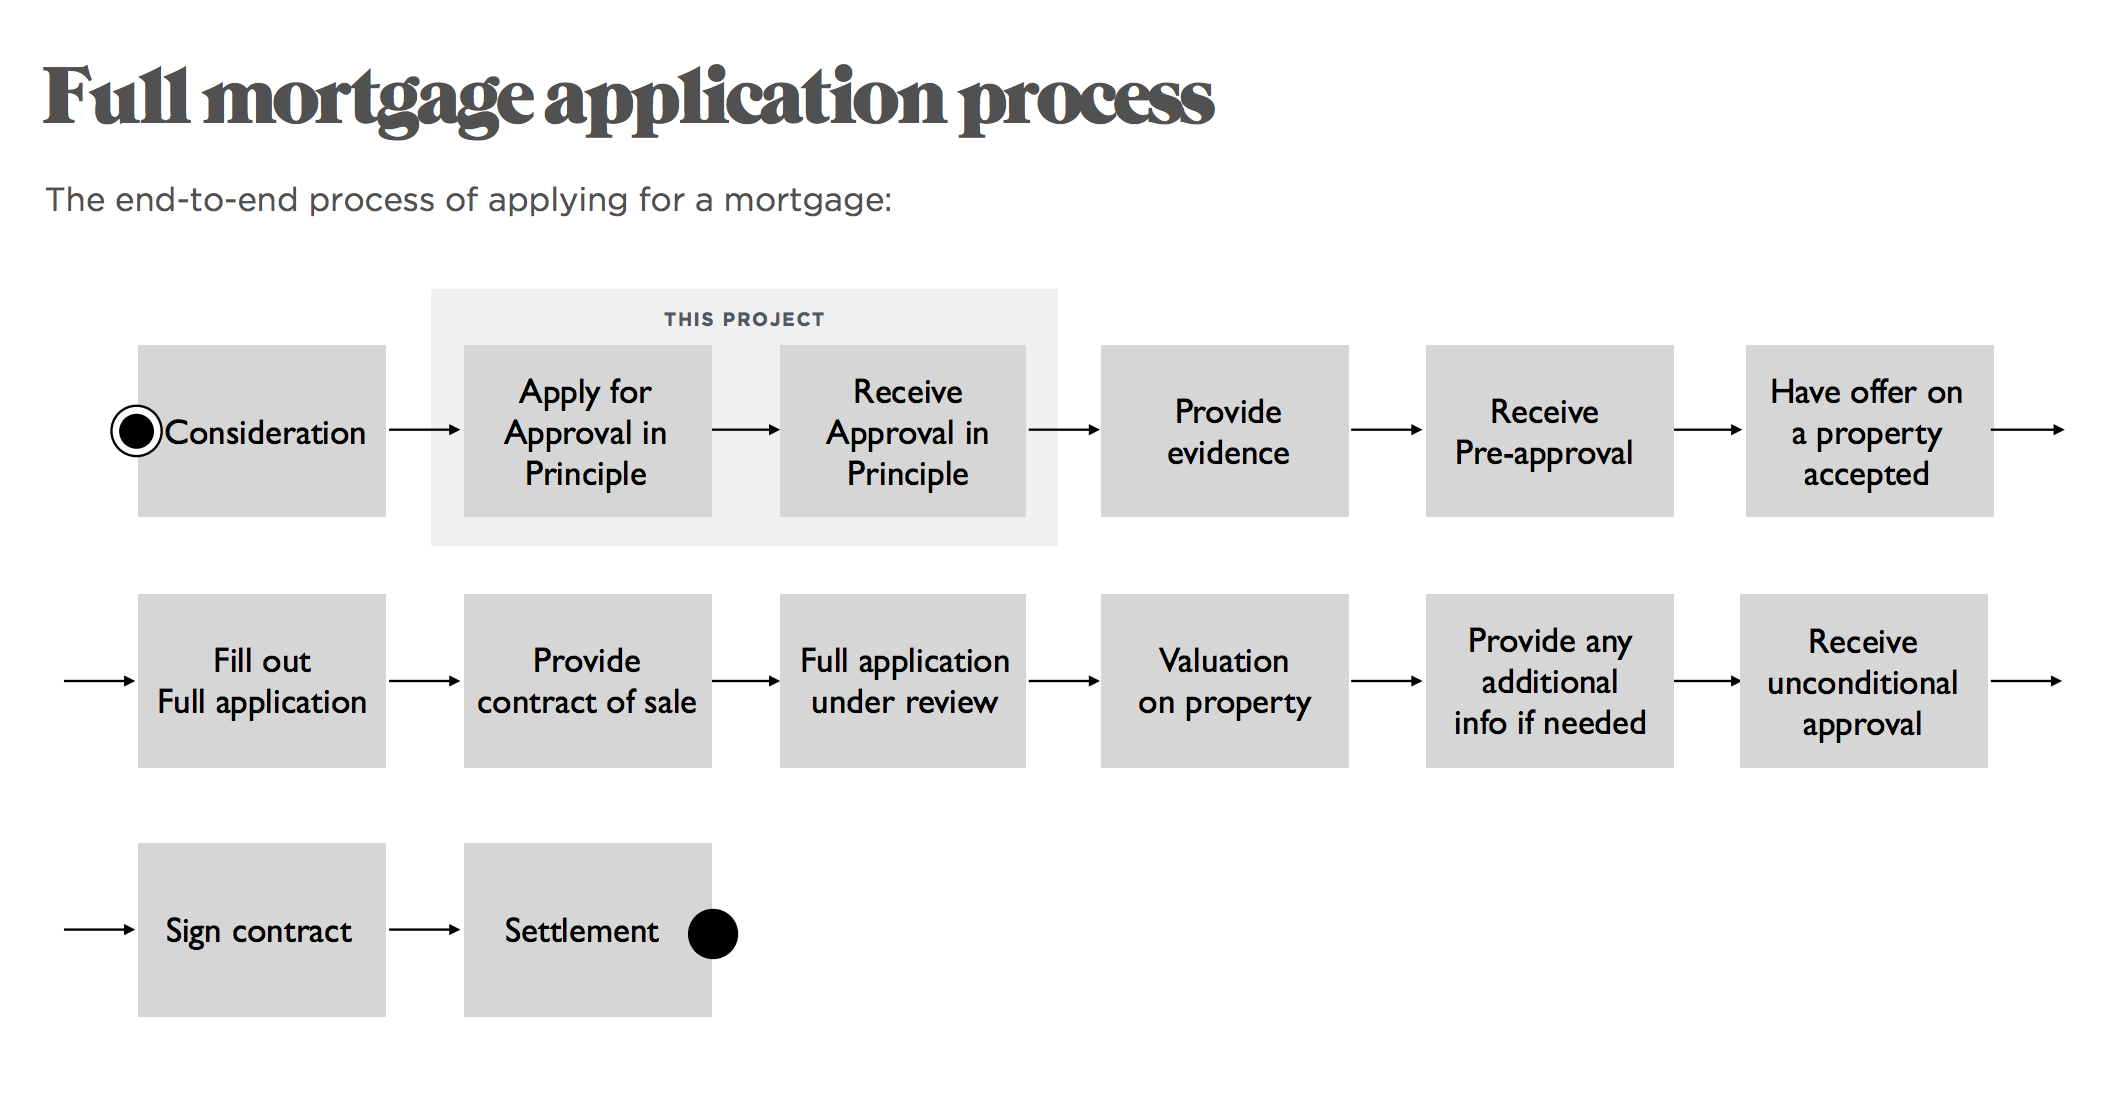 Full mortgage application process
The end-to-end process of applying for a mortgage:
THIS PROJECT
Consideration
Apply for
Approval in
Principle
Receive
Approval in
Principle
Provide
evidence
Receive
Pre-approval
Have offer on
a property
accepted
Fill out
Full application
Provide
contract of sale
Full application
under review
Valuation
on property
Provide any
additional
info if needed
Receive
unconditional
approval
Sign contract
Settlement